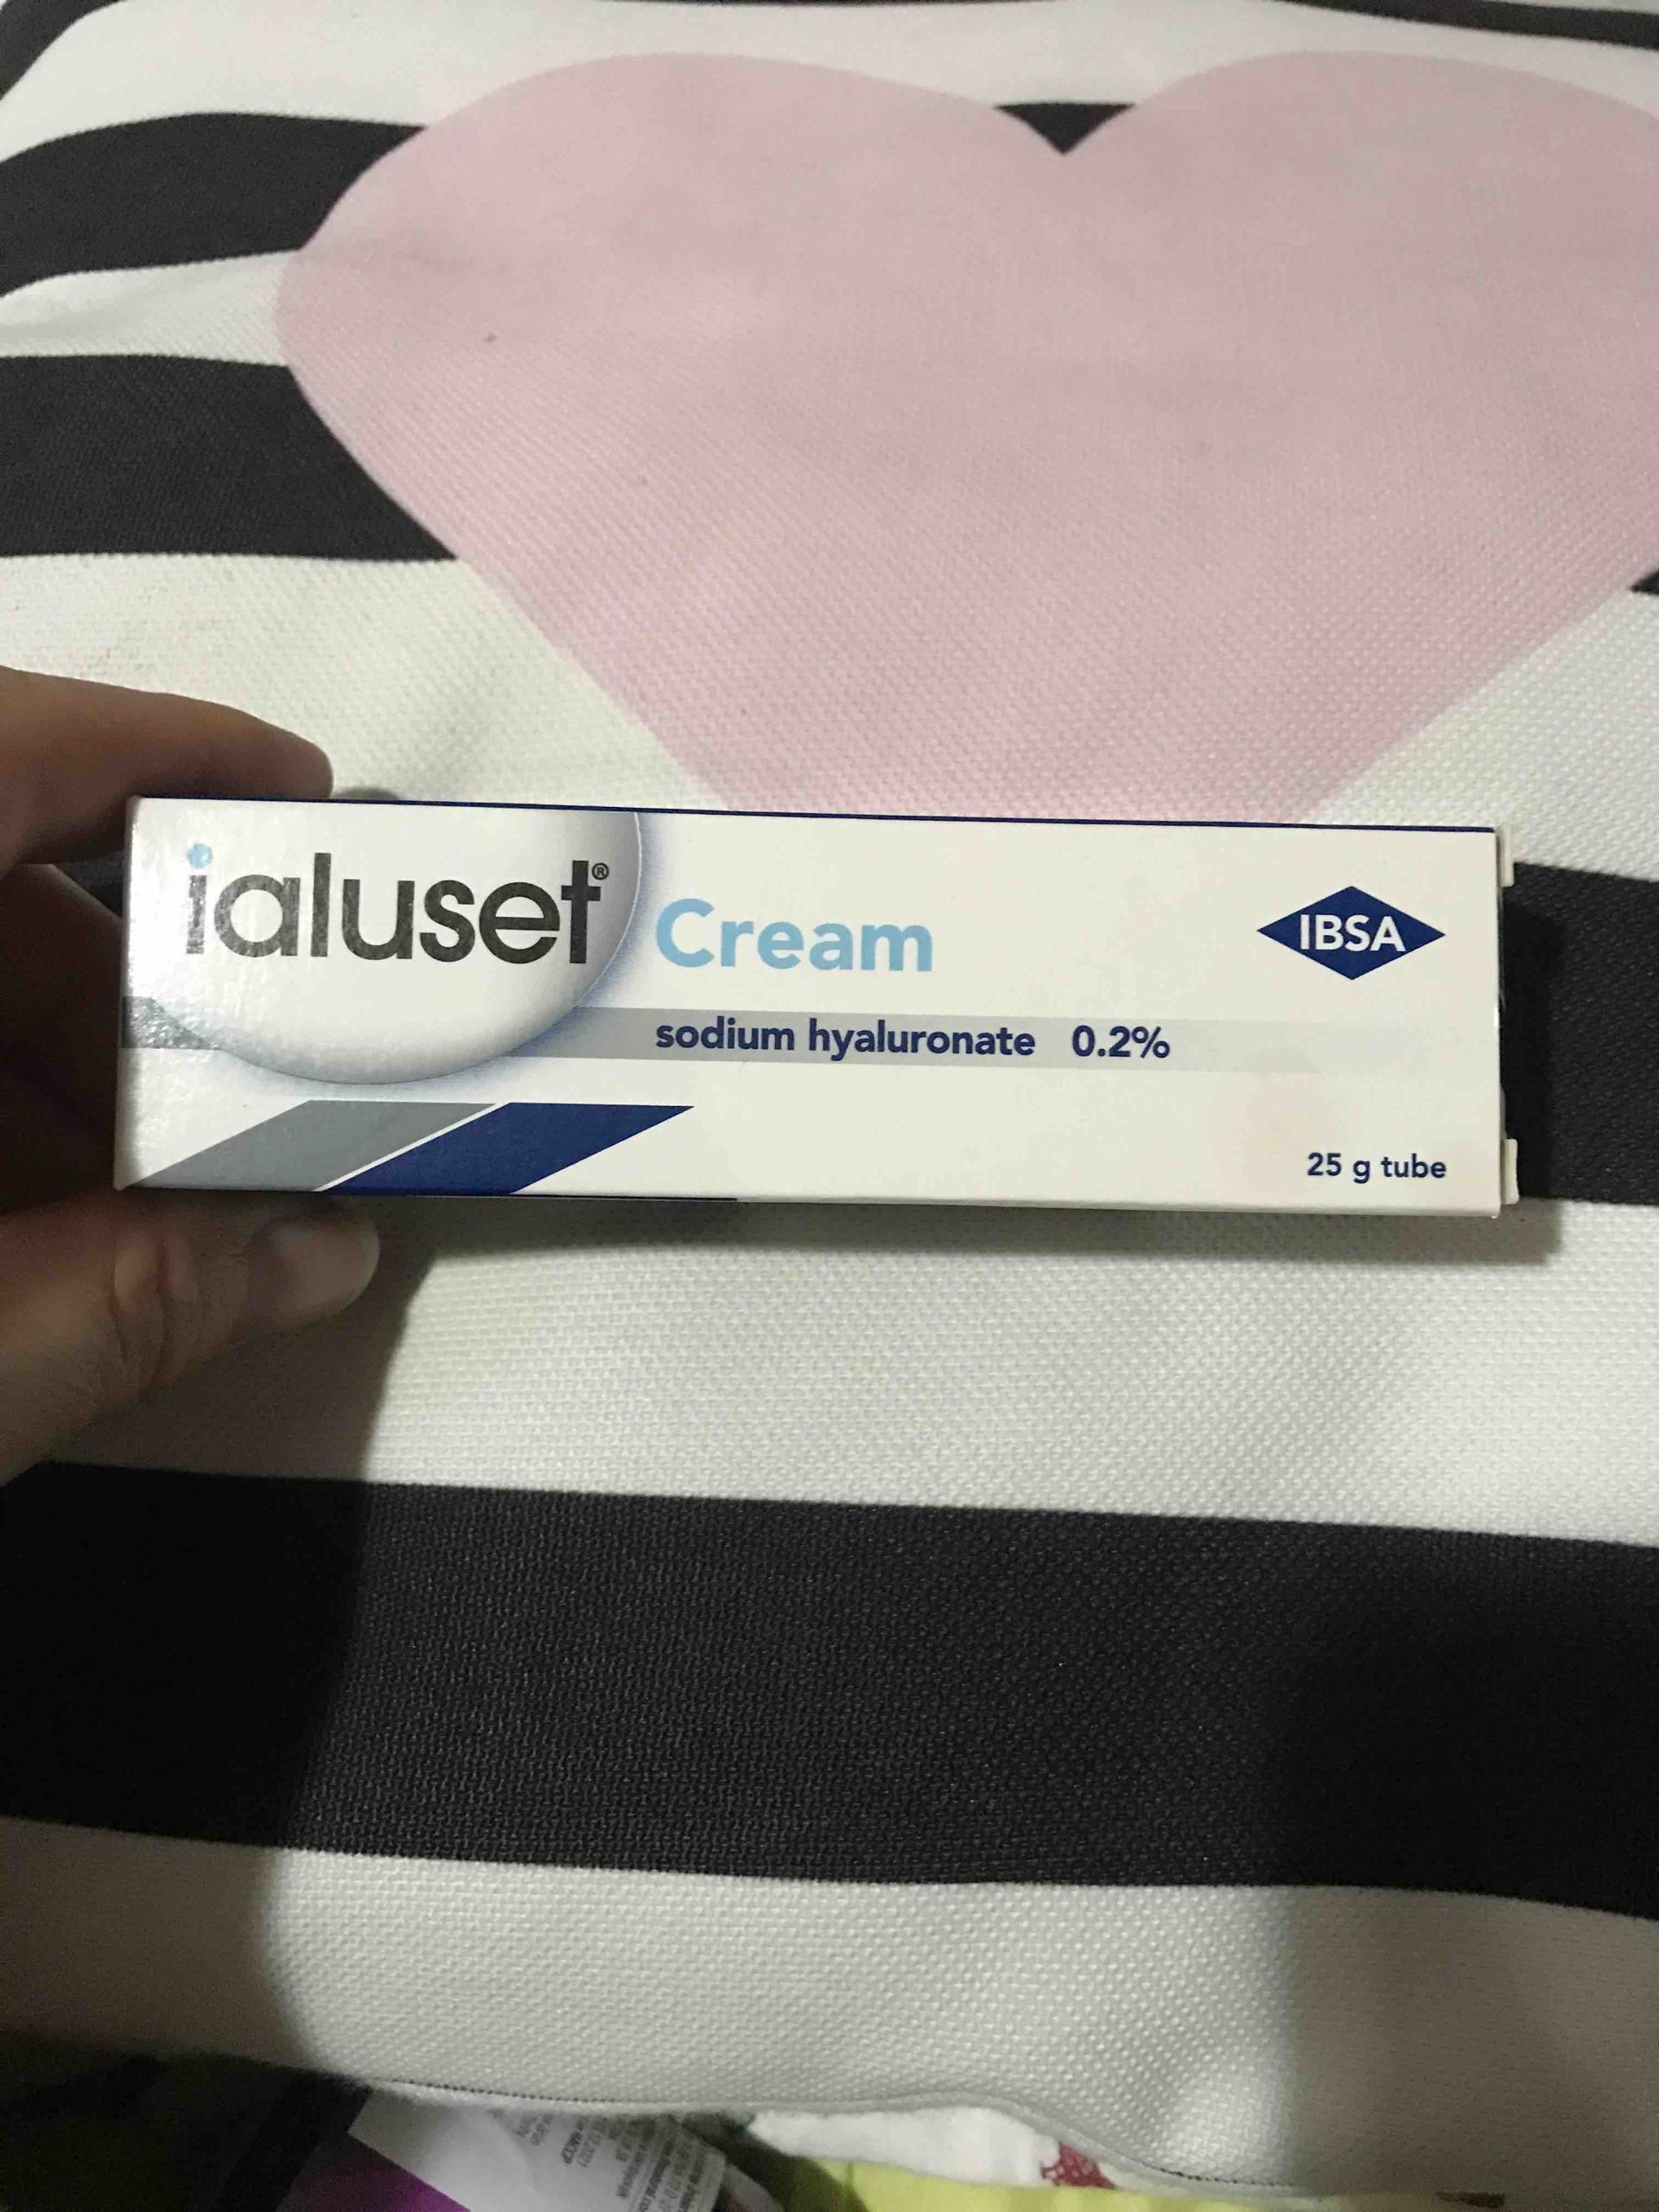 ialuset® Cream
IBSA
sodium hyaluronate 0.2%
25 g tube